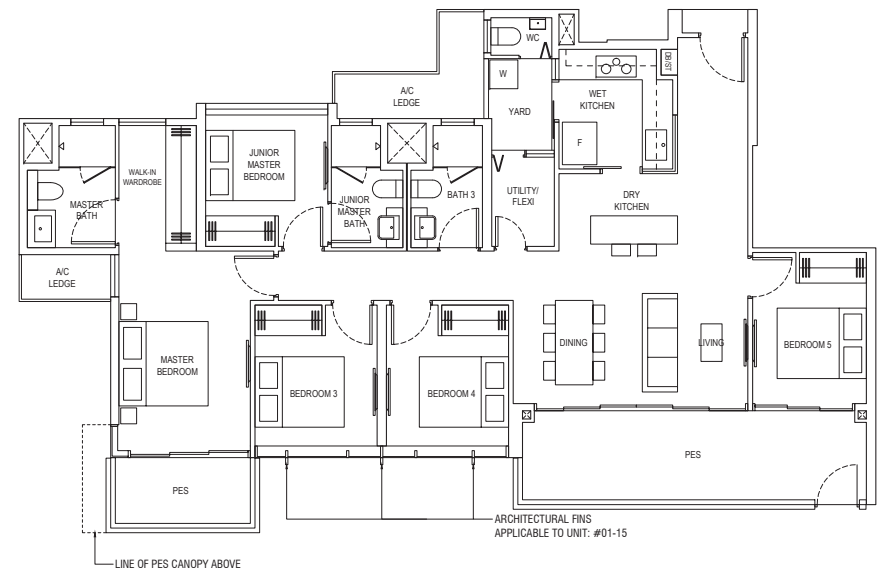 WC
DB/ST
A/C
LEDGE
W
WET
KITCHEN
YARD
F
JUNIOR
MASTER
BEDROOM
WALK-IN
WARDROBE
MASTER
BATH
JUNIOR
MASTER
BATH
BATH 3
UTILITY/
FLEXI
DRY
KITCHEN
A/C
LEDGE
MASTER
BEDROOM
BEDROOM 3
BEDROOM 4
DINING
LIVING
BEDROOM 5
PES
PES
ARCHITECTURAL FINS
APPLICABLE TO UNIT: #01-15
LINE OF PES CANOPY ABOVE